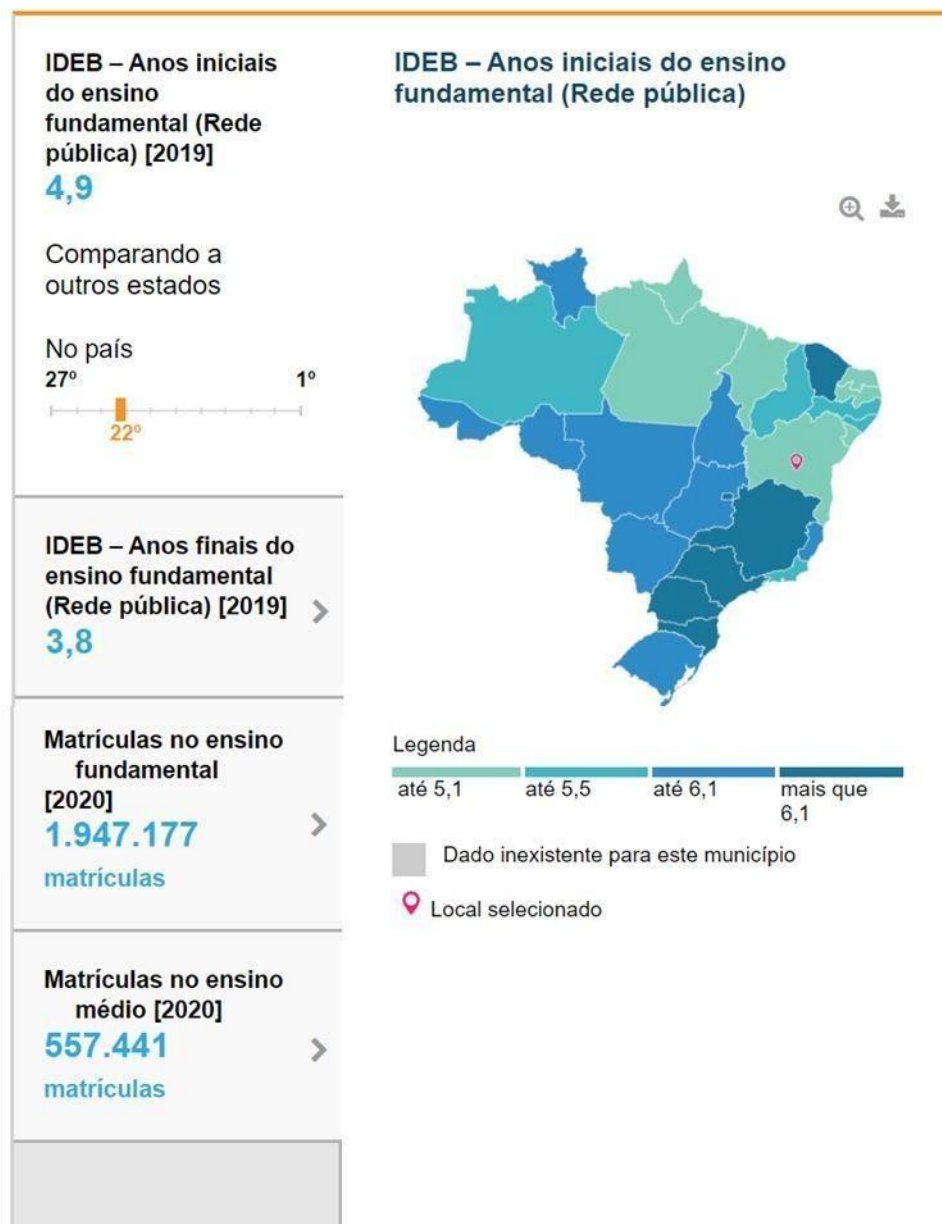 IDEB – Anos iniciais
do ensino
fundamental (Rede
pública) [2019]
4,9
Comparando a
outros estados
No país
27º 1º
22º
IDEB – Anos finais do
ensino fundamental
(Rede pública) [2019]
3,8
Matrículas no ensino
fundamental
[2020]
1.947.177
matrículas
Matrículas no ensino
médio [2020]
557.441
matrículas
IDEB – Anos iniciais do ensino
fundamental (Rede pública)
Legenda
até 5,1 até 5,5 até 6,1 mais que
6,1
Dado inexistente para este município
Local selecionado